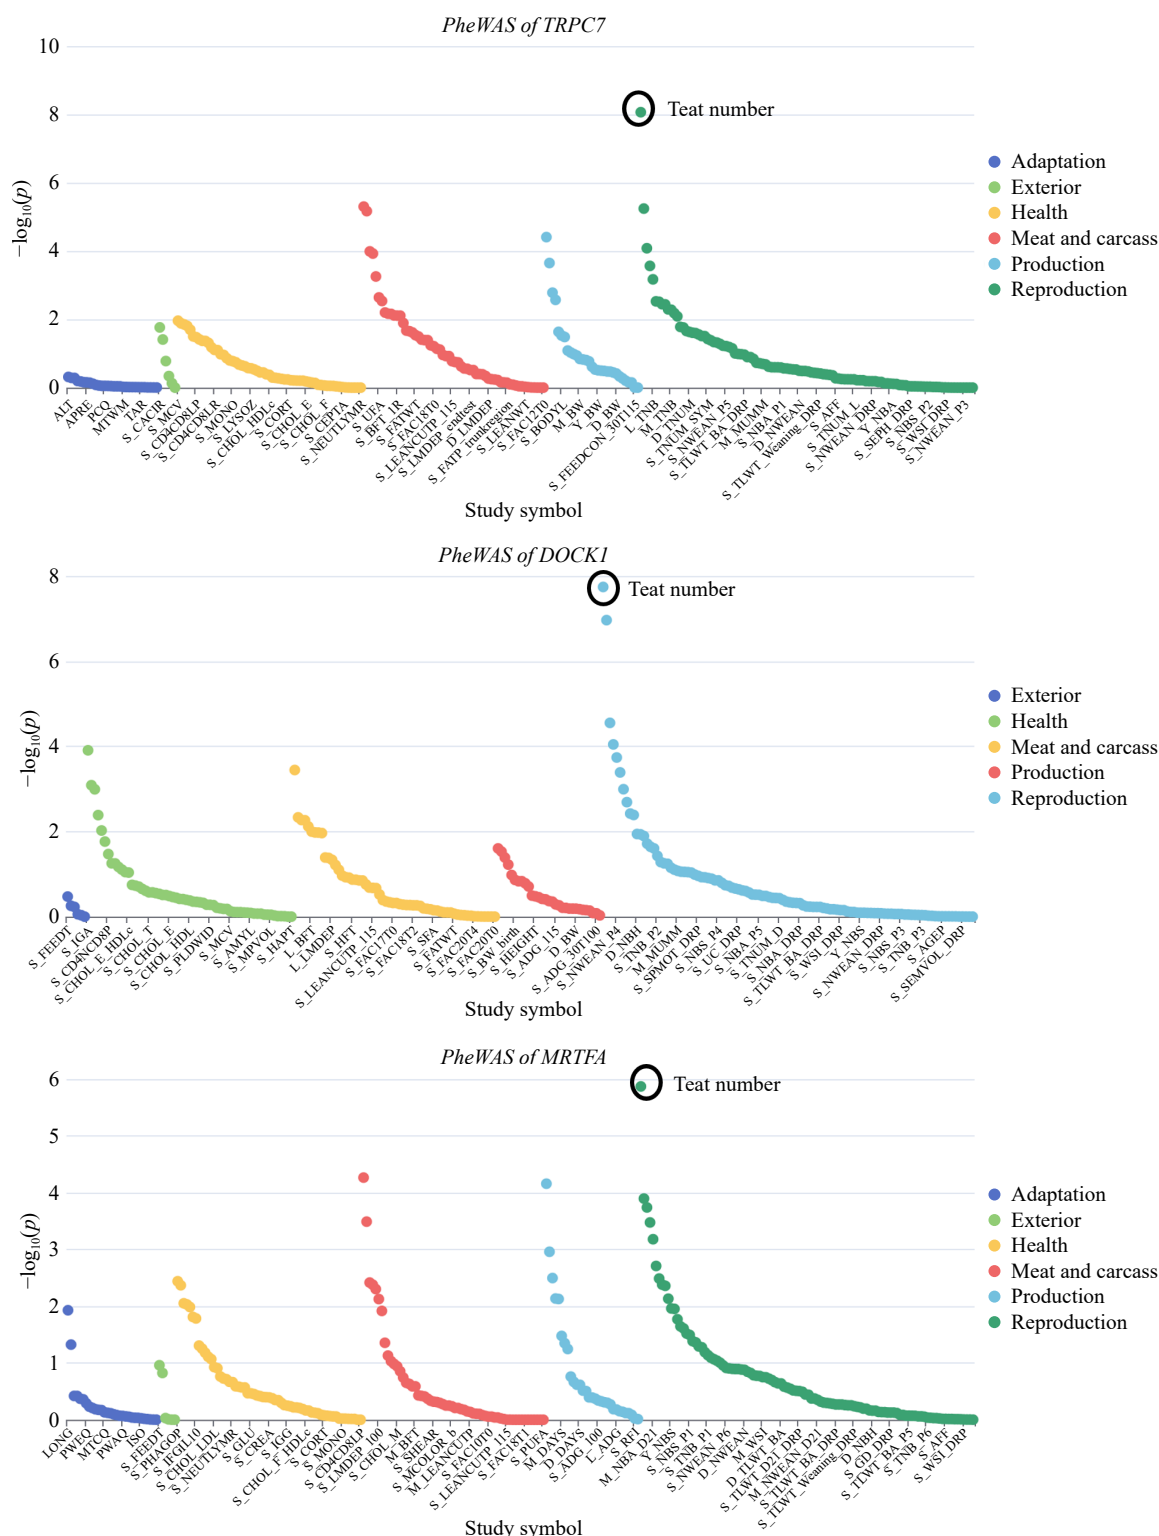 PheWAS of TRPC7
10
8
6
4
2
0
−log₁₀(p)
Teat number
Adaptation
Exterior
Health
Meat and carcass
Production
Reproduction
ALT
APRE
PCQ
MTWM
TAR
S_CACIR
S_MCV
S_CD4CD8LP
S_CD4CD8LR
S_MONO
S_LYSOZ
S_CHOL_HDLc
S_CORT
S_CHOL_E
S_CHOL_F
S_CEPTA
S_NEUTLYMR
S_UFA
S_BFT_1R
S_FATWT
S_FAC18T0
S_LEANCUTP_115
S_LMDEP_endtest
D_LMDEP
S_FATP_trunkregion
S_LEANWT
S_FAC12T0
S_BODYL
M_BW
Y_BW
D_BW
S_FEEDCON_30T115
L_TNB
M_TNB
D_TNUM
S_TNUM_SYM
S_NWEAN_P5
S_TLWT_BA_DRP
M_MUMM
S_NBA_P1
D_NWEAN
S_TLWT_Weaning_DRP
S_AFF
S_TNUM_L
S_NWEAN_DRP
Y_NBA
S_SEPH_DRP
S_NBS_P2
S_WSI_DRP
S_NWEAN_P3
Study symbol
PheWAS of DOCK1
8
6
4
2
0
−log₁₀(p)
Teat number
Exterior
Health
Meat and carcass
Production
Reproduction
S_FEEDT
S_IGA
S_CD4NCD8P
S_CHOL_E_HDLc
S_CHOL_T
S_CHOL_E
S_CHOL_HDL
S_PLDWID
S_MCV
S_AMYL
S_MPVOL
S_HAPT
L_BFT
L_LMDEP
S_HFT
S_LEANCUTP_115
S_FAC17T0
S_FAC18T2
S_SFA
S_FATWT
S_FAC20T4
S_FAC20T0
S_BW_birth
S_HEIGHT
S_ADG_115
D_BW
S_ADG_30T100
S_NWEAN_P4
D_NBH
S_TNB_P2
M_MUMM
S_SPMOT_DRP
S_NBS_P4
S_UC_DRP
S_NBA_P5
S_TNUM_D
S_NBA_DRP
S_TLWT_BA_DRP
S_WSI_DRP
Y_NBS
S_NWEAN_DRP
S_NBS_P3
S_TNB_P3
S_AGEP
S_SEMVOL_DRP
Study symbol
PheWAS of MRTFA
6
5
4
3
2
1
0
−log₁₀(p)
Teat number
Adaptation
Exterior
Health
Meat and carcass
Production
Reproduction
LONG
PWEQ
MTCQ
PWAQ
ISO
S_FEEDT
S_PHAGOP
S_IFGIL10
S_CHOL_LDL
S_NEUTLYMR
S_GLU
S_CREA
S_IGG
S_CHOL_F_HDLc
S_CORT
S_MONO
S_CD4CD8LP
S_LMDEP_100
S_CHOL_M
S_BFT
S_SHEAR
S_MCOLOR_b
M_LEANCUTP
S_FAC10T0
S_LEANCUTP_115
S_FAC18T1
S_PUFA
M_DAYS
D_DAYS
S_ADG_100
L_ADG
S_RFI
M_NBA_D21
Y_NBS
S_NBS_P1
S_TNB_P1
S_NWEAN_P6
D_NWEAN
M_WSI
D_TLWT_BA
S_TLWT_D21_DRP
M_NWEAN_D21
S_TLWT_BA_DRP
S_TLWT_Weaning_DRP
D_NBH
S_GD_DRP
S_TLWT_BA_P5
S_TNB_P6
S_AFF
S_WSI_DRP
Study symbol